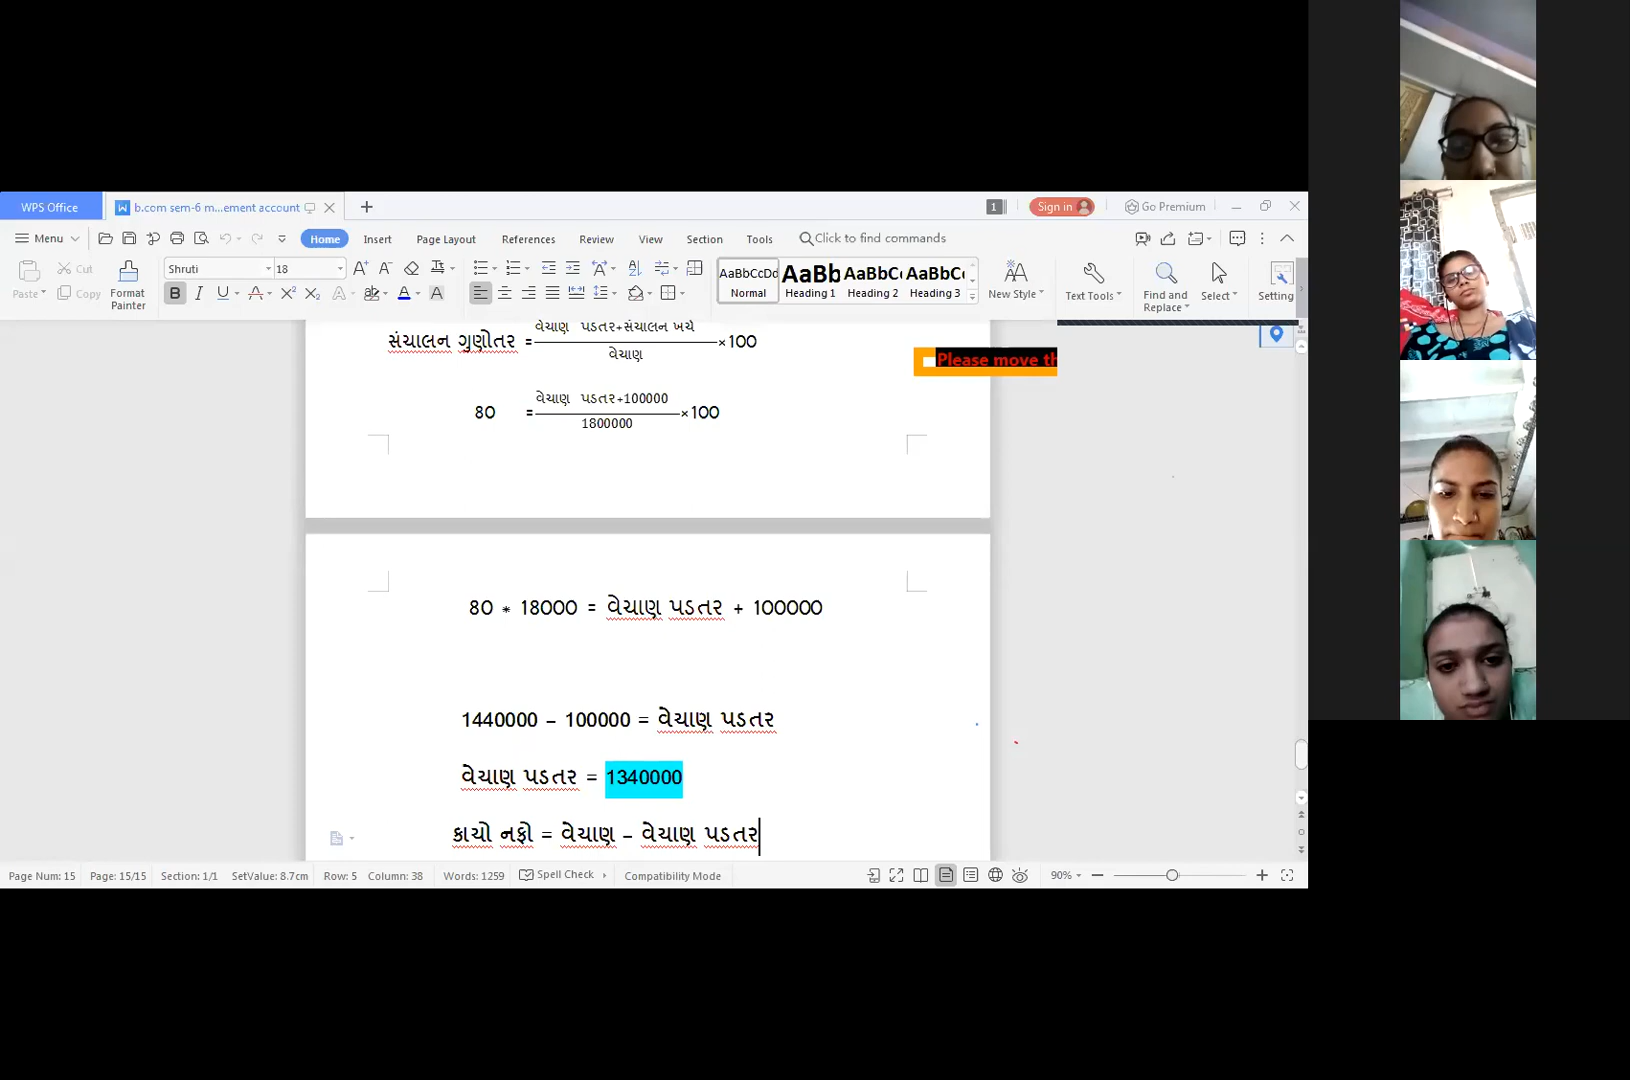 WPS Office
b.com sem-6 m...ement account
1
Sign in
Go Premium
Menu
Home
Insert
Page Layout
References
Review
View
Section
Tools
Click to find commands
Paste
Cut
Copy
Format Painter
Shruti
18
AaBbCcDd
Normal
AaBb
Heading 1
AaBbC
Heading 2
AaBbC
Heading 3
New Style
Text Tools
Find and Replace
Select
Setting
સંચાલન ગુણોતર = વેચાણ પડતર+સંચાલન ખર્ચ / વેચાણ ×100
Please move th
80 = વેચાણ પડતર+100000 / 1800000 ×100
80 * 18000 = વેચાણ પડતર + 100000
1440000 – 100000 = વેચાણ પડતર
વેચાણ પડતર = 1340000
કાચો નફો = વેચાણ – વેચાણ પડતર
Page Num: 15
Page: 15/15
Section: 1/1
SetValue: 8.7cm
Row: 5
Column: 38
Words: 1259
Spell Check
Compatibility Mode
90%